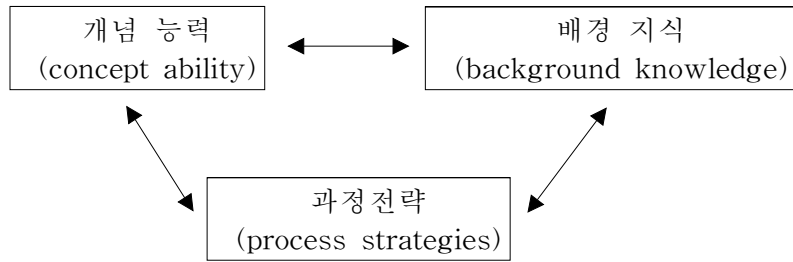 개념 능력
(concept ability)
배경 지식
(background knowledge)
과정전략
(process strategies)